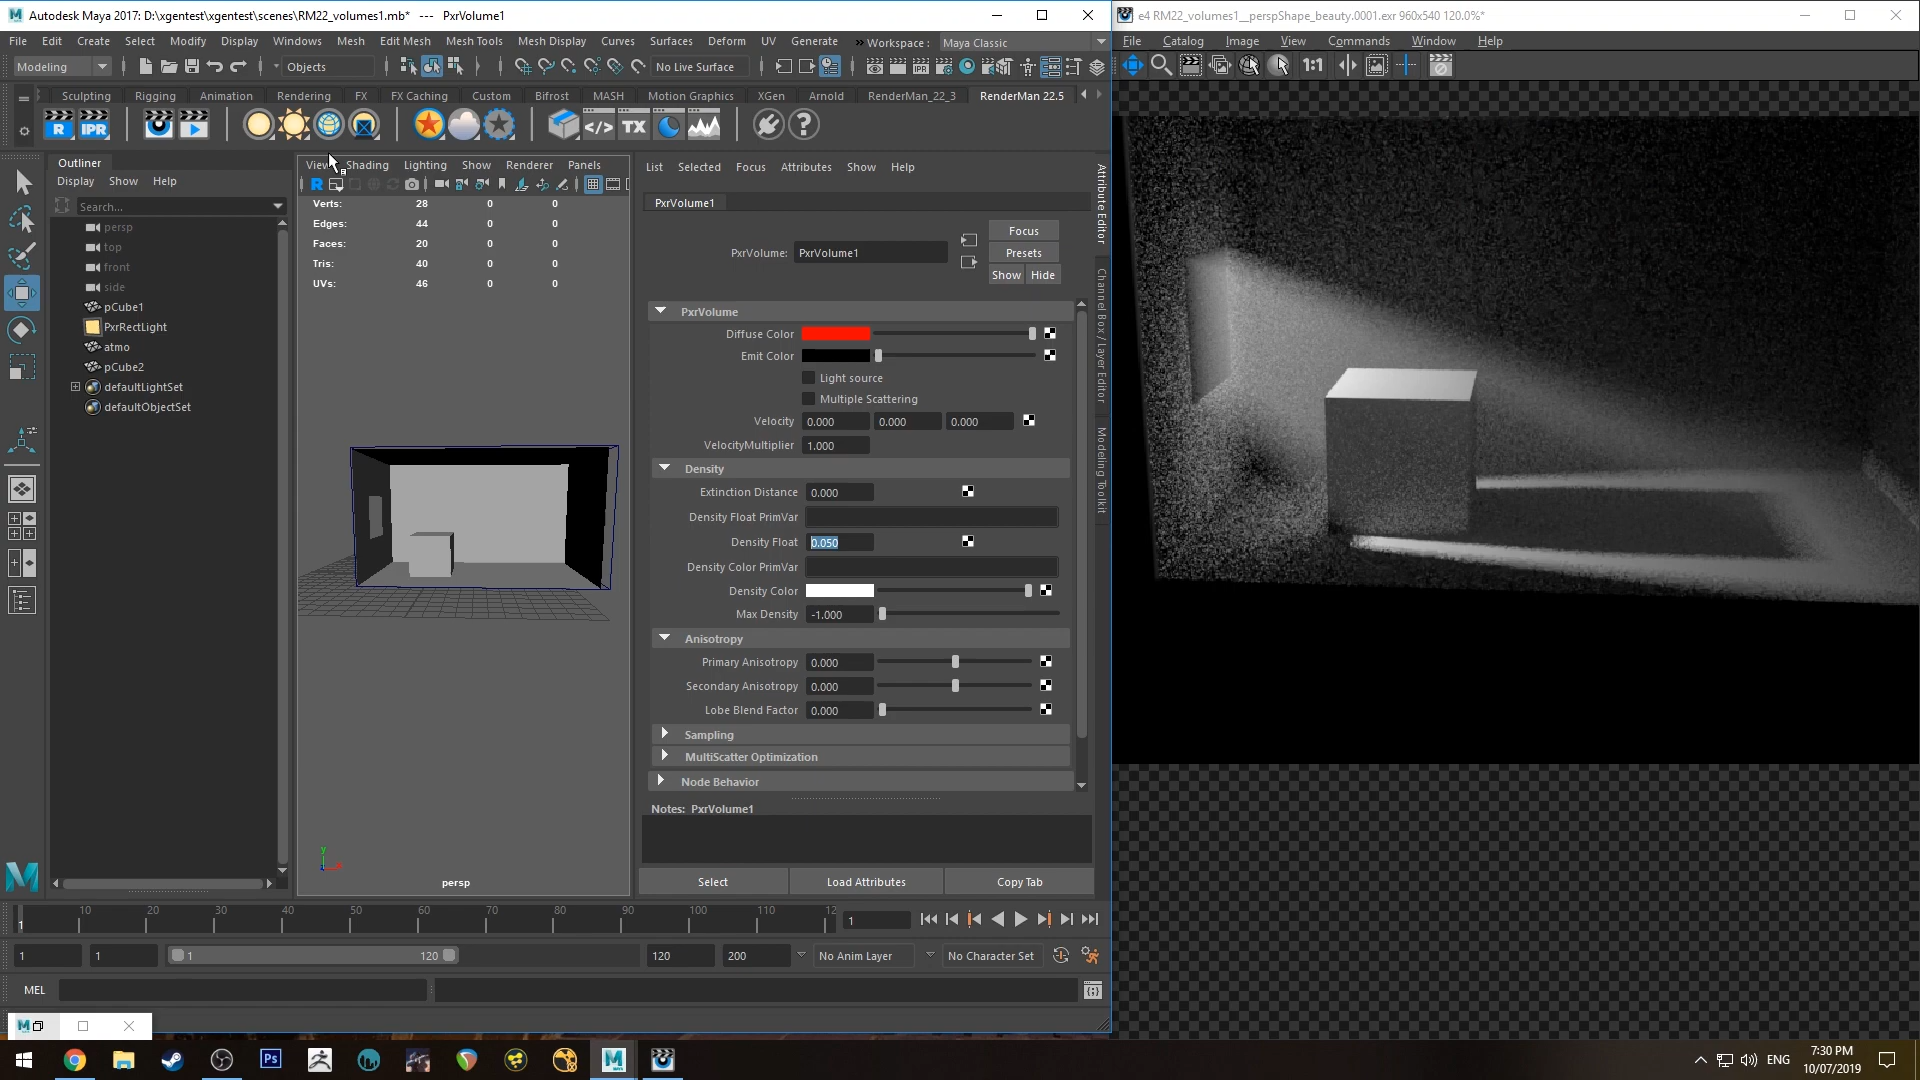 Autodesk Maya 2017: D:\xgentest\xgentest\scenes\RM22_volumes1.mb* --- PxrVolume1
File Edit Create Select Modify Display Windows Mesh Edit Mesh Mesh Tools Mesh Display Curves Surfaces Deform UV Generate » Workspace : Maya Classic
Modeling Objects No Live Surface IPR
Sculpting Rigging Animation Rendering FX FX Caching Custom Bifrost MASH Motion Graphics XGen Arnold RenderMan_22_3 RenderMan 22.5
R IPR </> TX ?
Outliner
Display Show Help
Search...
persp
top
front
side
pCube1
PxrRectLight
atmo
pCube2
defaultLightSet
defaultObjectSet
View Shading Lighting Show Renderer Panels
R
Verts: 28 0 0
Edges: 44 0 0
Faces: 20 0 0
Tris: 40 0 0
UVs: 46 0 0
y
persp
List Selected Focus Attributes Show Help
PxrVolume1
PxrVolume: PxrVolume1
Focus
Presets
Show Hide
PxrVolume
Diffuse Color
Emit Color
Light source
Multiple Scattering
Velocity 0.000 0.000 0.000
VelocityMultiplier 1.000
Density
Extinction Distance 0.000
Density Float PrimVar
Density Float 0.050
Density Color PrimVar
Density Color
Max Density -1.000
Anisotropy
Primary Anisotropy 0.000
Secondary Anisotropy 0.000
Lobe Blend Factor 0.000
Sampling
MultiScatter Optimization
Node Behavior
Notes: PxrVolume1
Select Load Attributes Copy Tab
Attribute Editor
Channel Box / Layer Editor
Modeling Toolkit
10 20 30 40 50 60 70 80 90 100 110 12
1 1
1 1 1 120 120 200 No Anim Layer No Character Set
MEL
e4 RM22_volumes1__perspShape_beauty.0001.exr 960x540 120.0%*
File Catalog Image View Commands Window Help
1:1
M
Ps ENG
7:30 PM
10/07/2019